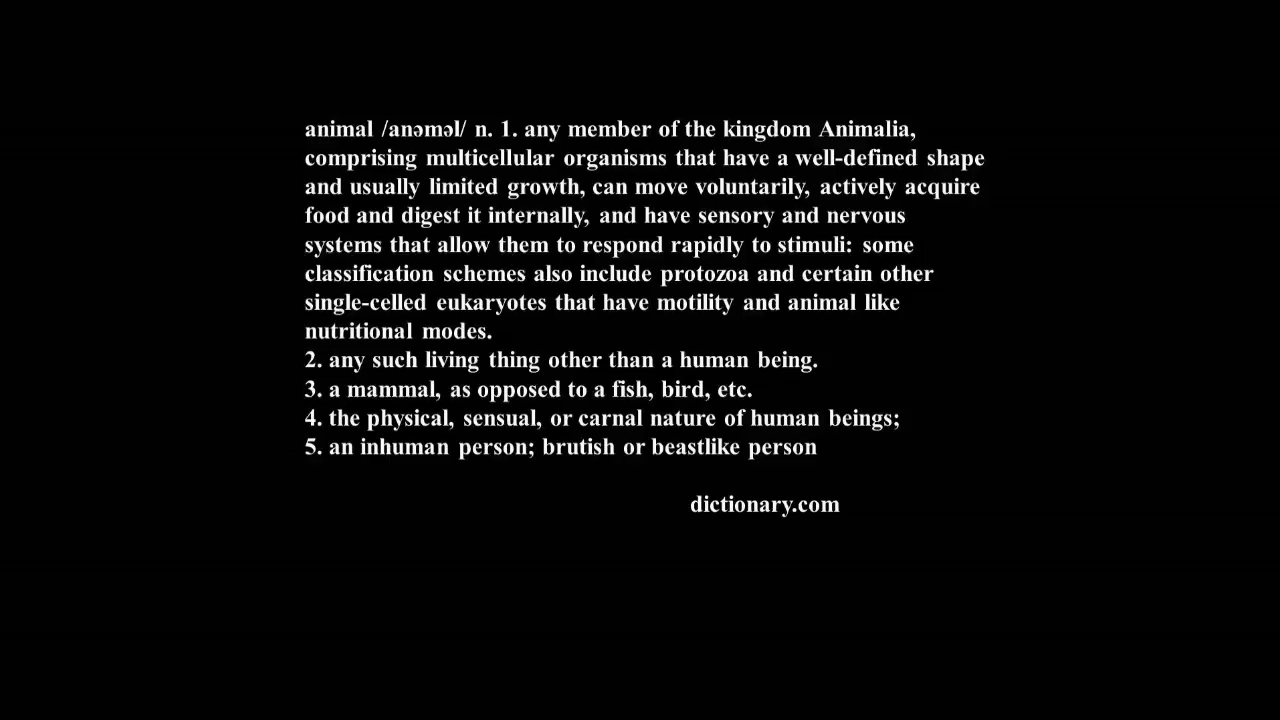 animal /anəməl/ n. 1. any member of the kingdom Animalia,
comprising multicellular organisms that have a well-defined shape
and usually limited growth, can move voluntarily, actively acquire
food and digest it internally, and have sensory and nervous
systems that allow them to respond rapidly to stimuli: some
classification schemes also include protozoa and certain other
single-celled eukaryotes that have motility and animal like
nutritional modes.
2. any such living thing other than a human being.
3. a mammal, as opposed to a fish, bird, etc.
4. the physical, sensual, or carnal nature of human beings;
5. an inhuman person; brutish or beastlike person
dictionary.com